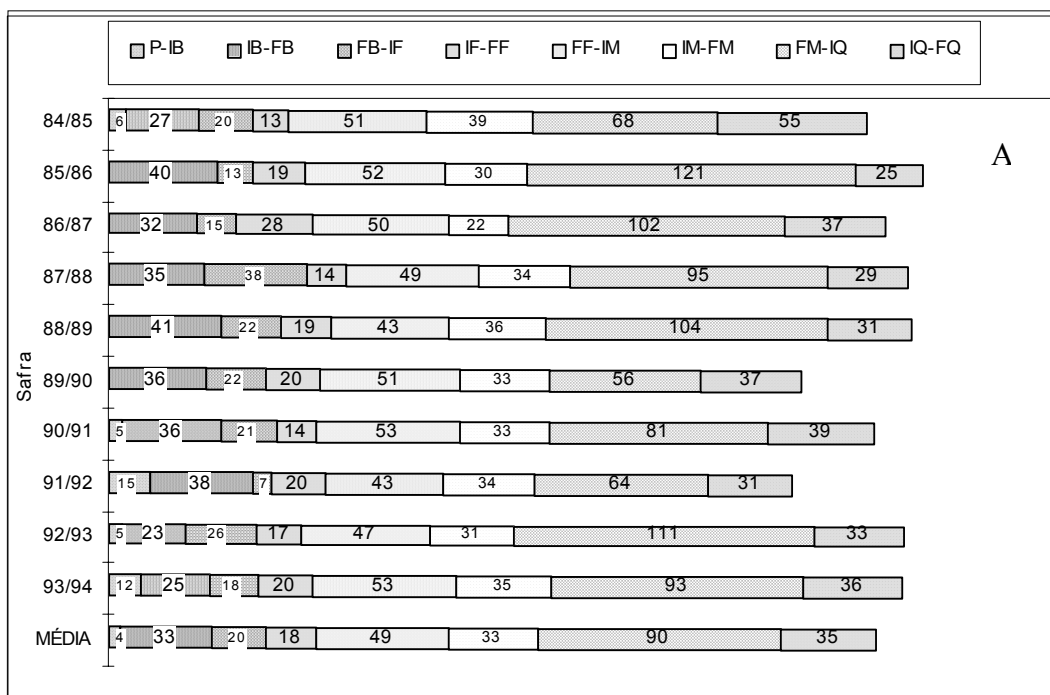 P-IB IB-FB FB-IF IF-FF FF-IM IM-FM FM-IQ IQ-FQ
A
Safra
84/85 6 27 20 13 51 39 68 55
85/86 40 13 19 52 30 121 25
86/87 32 15 28 50 22 102 37
87/88 35 38 14 49 34 95 29
88/89 41 22 19 43 36 104 31
89/90 36 22 20 51 33 56 37
90/91 5 36 21 14 53 33 81 39
91/92 15 38 7 20 43 34 64 31
92/93 5 23 26 17 47 31 111 33
93/94 12 25 18 20 53 35 93 36
MÉDIA 4 33 20 18 49 33 90 35